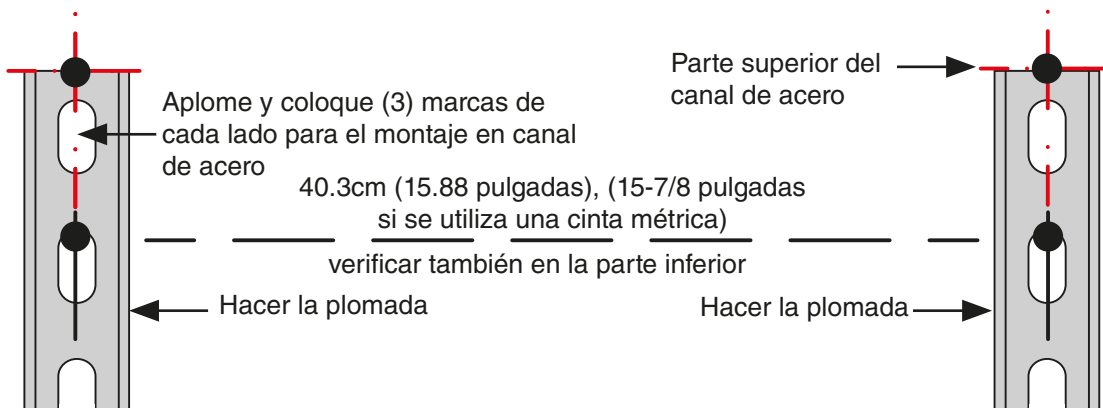 Parte superior del
canal de acero
Aplome y coloque (3) marcas de
cada lado para el montaje en canal
de acero
40.3cm (15.88 pulgadas), (15-7/8 pulgadas
si se utiliza una cinta métrica)
verificar también en la parte inferior
Hacer la plomada
Hacer la plomada